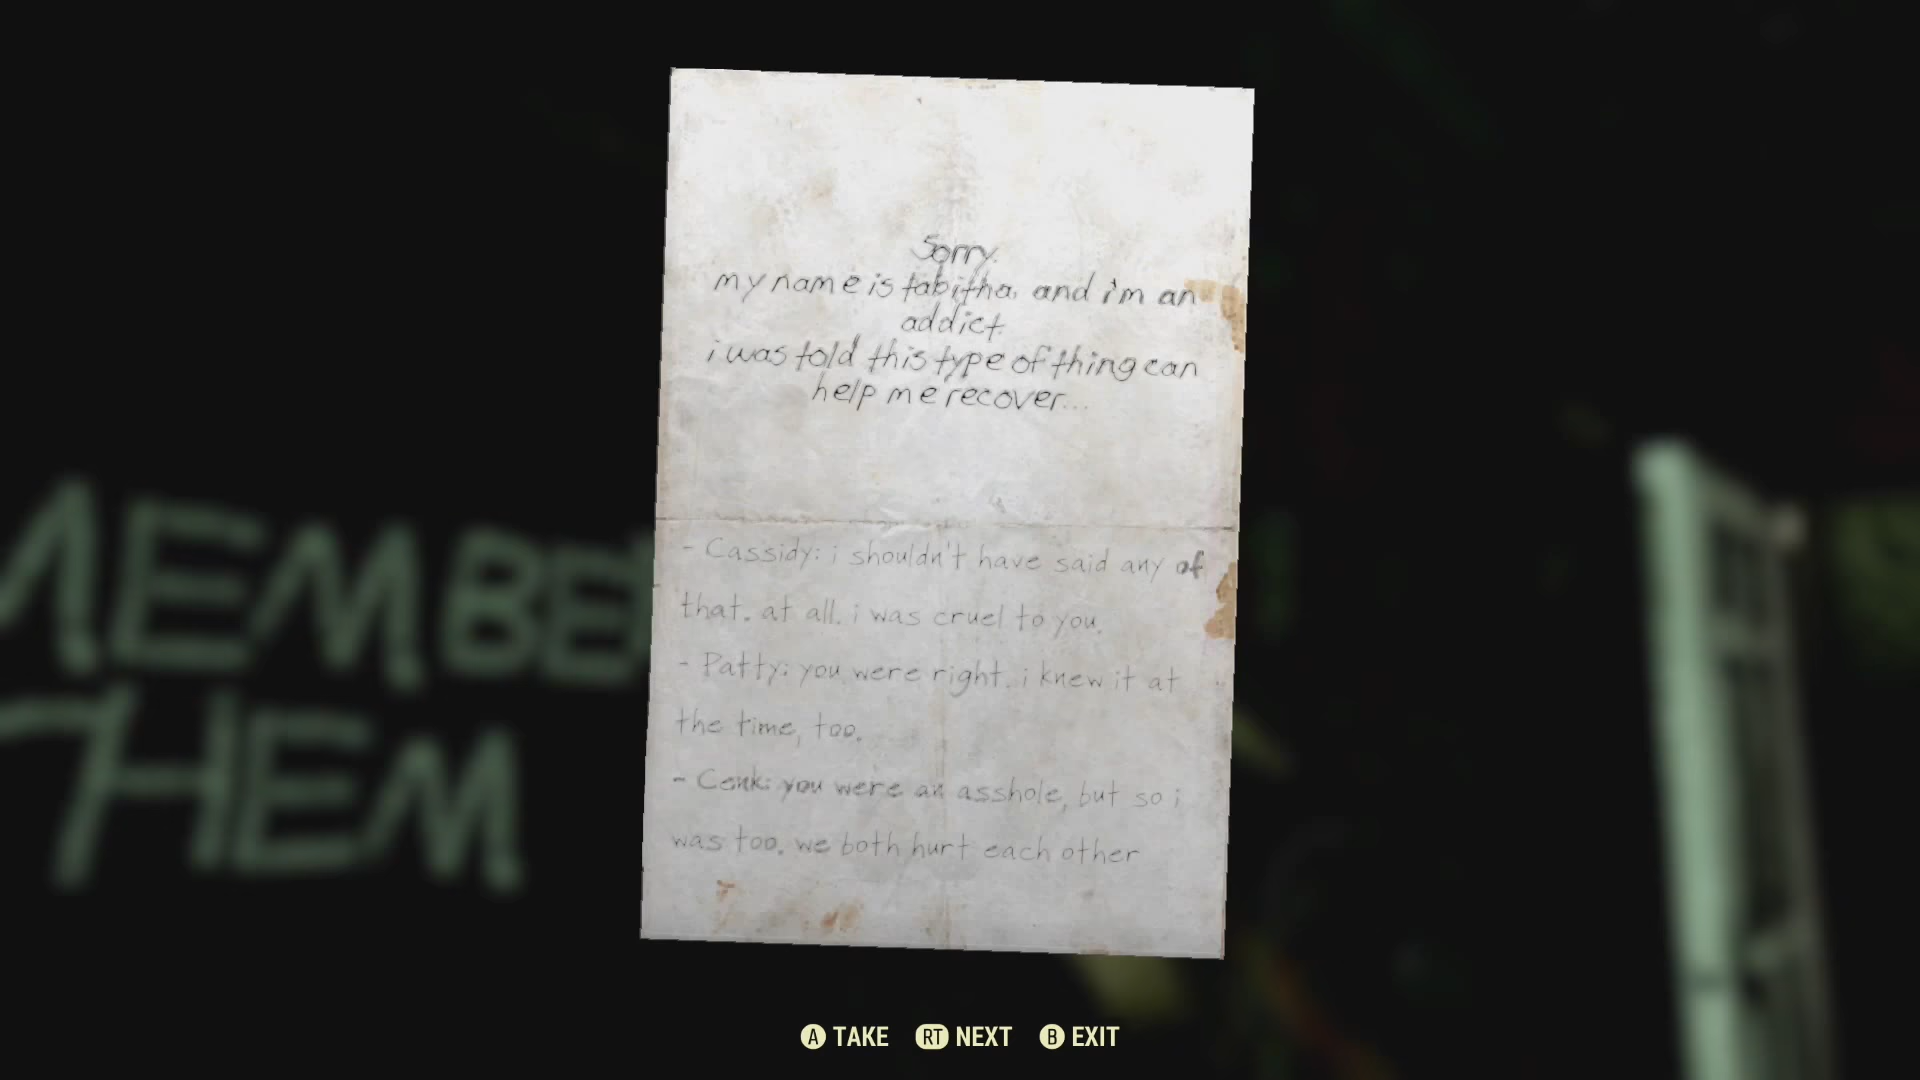 Sorry.
my name is tabitha, and i'm an
addict.
i was told this type of thing can
help me recover...
- Cassidy: i shouldn't have said any of
that. at all. i was cruel to you.
- Patty: you were right. i knew it at
the time, too.
- Cenk: you were an asshole, but so i
was too. we both hurt each other
MEMBE
THEM
A TAKE RT NEXT B EXIT